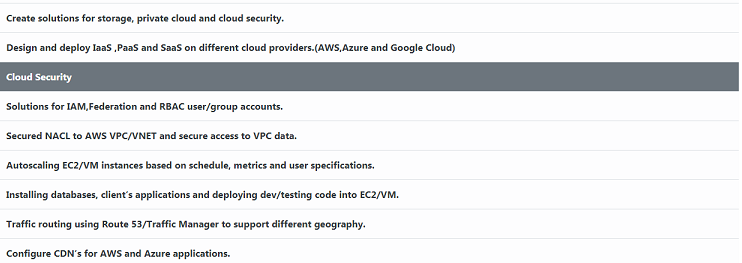 Create solutions for storage, private cloud and cloud security.
Design and deploy IaaS ,PaaS and SaaS on different cloud providers.(AWS,Azure and Google Cloud)
Cloud Security
Solutions for IAM,Federation and RBAC user/group accounts.
Secured NACL to AWS VPC/VNET and secure access to VPC data.
Autoscaling EC2/VM instances based on schedule, metrics and user specifications.
Installing databases, client's applications and deploying dev/testing code into EC2/VM.
Traffic routing using Route 53/Traffic Manager to support different geography.
Configure CDN's for AWS and Azure applications.